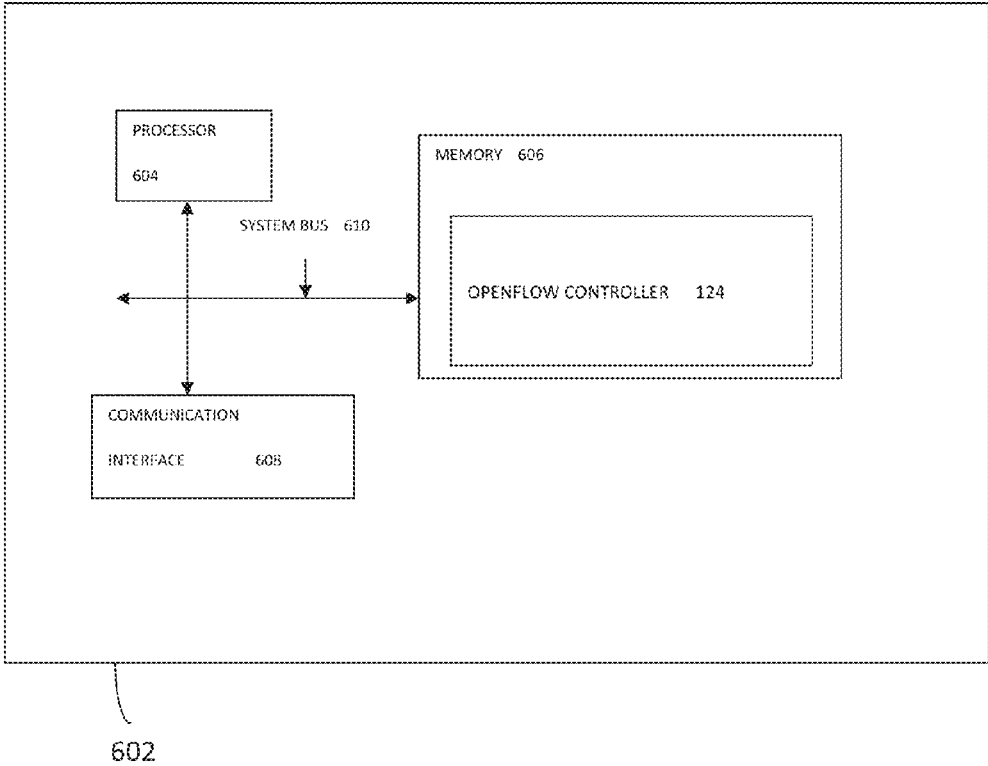 PROCESSOR
604
MEMORY 606
SYSTEM BUS 610
OPENFLOW CONTROLLER 124
COMMUNICATION
INTERFACE 608
602